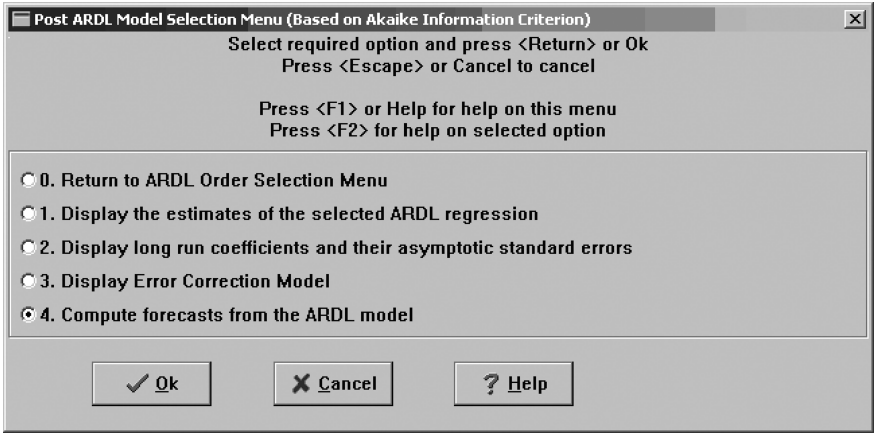 Post ARDL Model Selection Menu (Based on Akaike Information Criterion)
Select required option and press <Return> or Ok
Press <Escape> or Cancel to cancel
Press <F1> or Help for help on this menu
Press <F2> for help on selected option
0. Return to ARDL Order Selection Menu
1. Display the estimates of the selected ARDL regression
2. Display long run coefficients and their asymptotic standard errors
3. Display Error Correction Model
4. Compute forecasts from the ARDL model
Ok Cancel Help